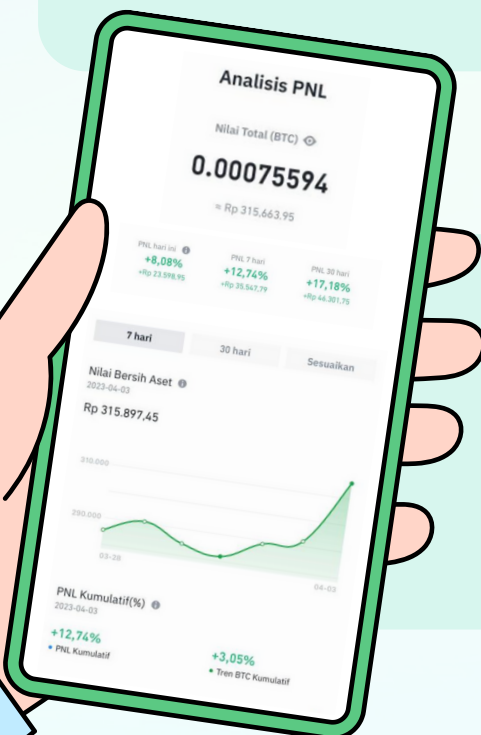 Analisis PNL
Nilai Total (BTC)
0.00075594
≈ Rp 315,663.95
PNL hari ini
+8,08%
+Rp 23.598,95
PNL 7 hari
+12,74%
+Rp 35.547,79
PNL 30 hari
+17,18%
+Rp 46.301,75
7 hari
30 hari
Sesuaikan
Nilai Bersih Aset
2023-04-03
Rp 315.897,45
310.000
290.000
03-28
04-03
PNL Kumulatif(%)
2023-04-03
+12,74%
PNL Kumulatif
+3,05%
Tren BTC Kumulatif